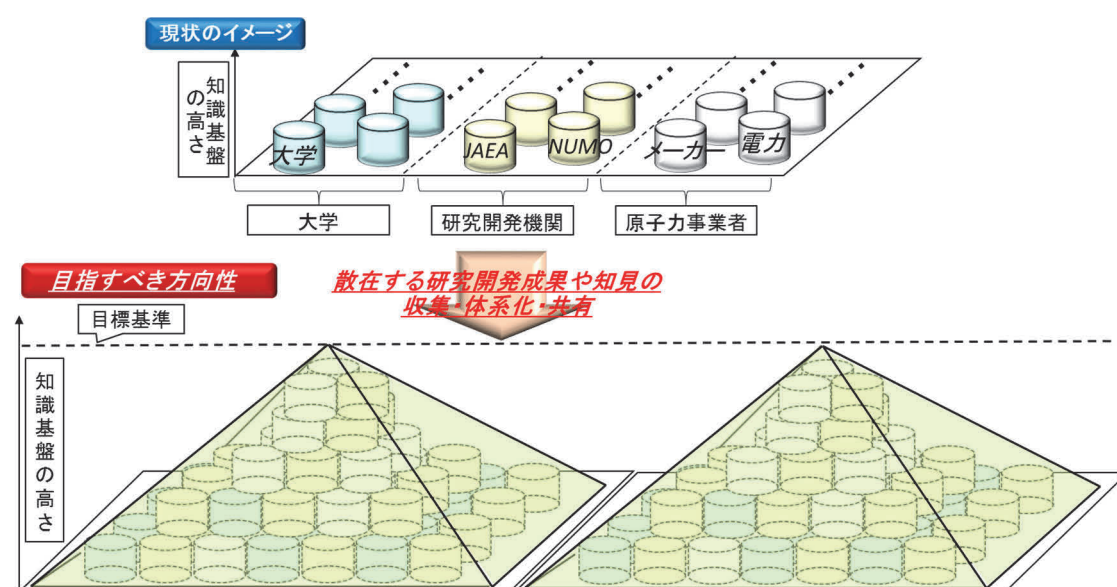 現状のイメージ
知識基盤
の高さ
大学
JAEA
NUMO
メーカー
電力
大学
研究開発機関
原子力事業者
目指すべき方向性
散在する研究開発成果や知見の
収集・体系化・共有
目標基準
知識基盤の高さ